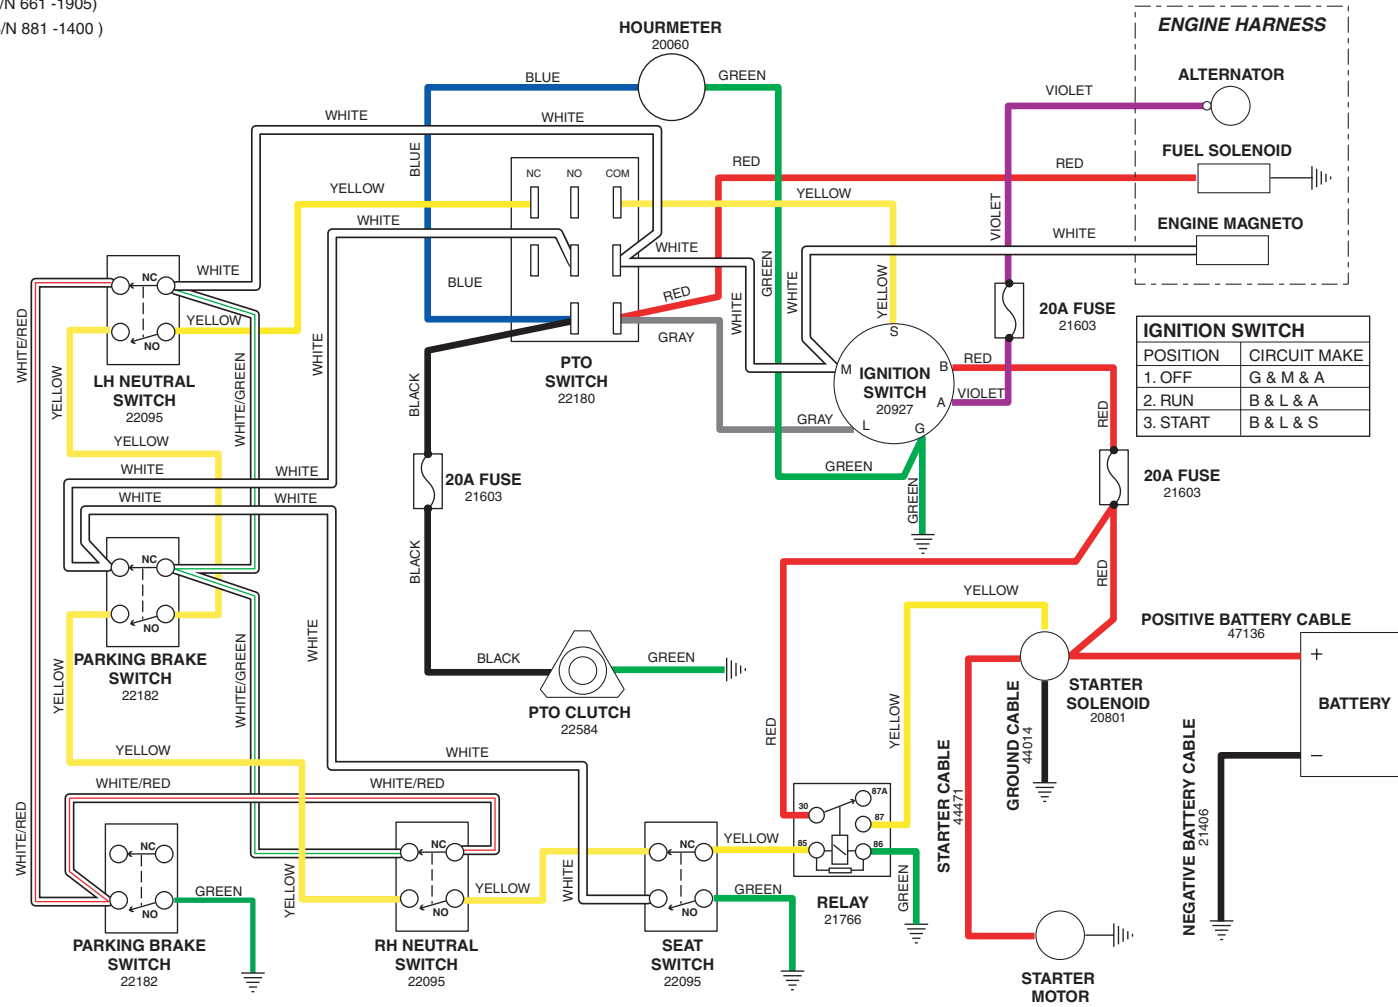 /N 661 -1905)
/N 881 -1400 )
HOURMETER
20060
ENGINE HARNESS
ALTERNATOR
BLUE
GREEN
VIOLET
WHITE
WHITE
BLUE
FUEL SOLENOID
RED
RED
NC
NO
COM
YELLOW
YELLOW
VIOLET
WHITE
ENGINE MAGNETO
WHITE
WHITE
WHITE
NC
BLUE
GREEN
WHITE
YELLOW
RED
WHITE
20A FUSE
21603
YELLOW
NO
WHITE/RED
GRAY
S
IGNITION SWITCH
POSITION
CIRCUIT MAKE
1. OFF
G & M & A
2. RUN
B & L & A
3. START
B & L & S
WHITE
WHITE/GREEN
PTO
SWITCH
22180
M
B
RED
IGNITION
SWITCH
20927
A
VIOLET
LH NEUTRAL
SWITCH
22095
YELLOW
BLACK
GRAY
L
G
RED
YELLOW
WHITE
WHITE
GREEN
20A FUSE
21603
20A FUSE
21603
WHITE
WHITE
GREEN
NC
BLACK
RED
NO
YELLOW
POSITIVE BATTERY CABLE
47136
PARKING BRAKE
SWITCH
22182
WHITE
BLACK
GREEN
+
YELLOW
WHITE/GREEN
STARTER
SOLENOID
20801
BATTERY
PTO CLUTCH
22584
RED
YELLOW
GROUND CABLE
44014
YELLOW
WHITE
–
STARTER CABLE
44471
NEGATIVE BATTERY CABLE
21406
WHITE/RED
WHITE/RED
WHITE/RED
87A
30
87
NC
NC
NC
YELLOW
85
86
GREEN
YELLOW
YELLOW
WHITE
GREEN
GREEN
NO
NO
NO
RELAY
21766
PARKING BRAKE
SWITCH
22182
RH NEUTRAL
SWITCH
22095
SEAT
SWITCH
22095
STARTER
MOTOR